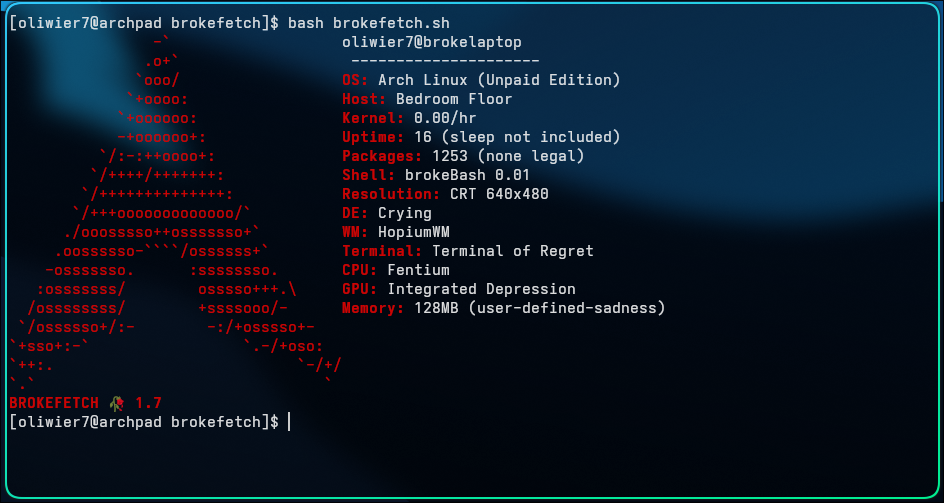 [oliwier7@archpad brokefetch]$ bash brokefetch.sh
                -`                   oliwier7@brokelaptop
               .o+`                   ---------------------
              `ooo/                  OS: Arch Linux (Unpaid Edition)
             `+oooo:                 Host: Bedroom Floor
            `+oooooo:                Kernel: 0.00/hr
            -+oooooo+:               Uptime: 16 (sleep not included)
          `/:-:++oooo+:              Packages: 1253 (none legal)
         `/++++/+++++++:             Shell: brokeBash 0.01
        `/++++++++++++++:            Resolution: CRT 640x480
       `/+++ooooooooooooo/`          DE: Crying
      ./ooosssso++osssssso+`         WM: HopiumWM
     .oossssso-````/ossssss+`        Terminal: Terminal of Regret
    -osssssso.      :ssssssso.       CPU: Fentium
   :osssssss/        osssso+++.\     GPU: Integrated Depression
  /ossssssss/        +ssssooo/-      Memory: 128MB (user-defined-sadness)
 `/ossssso+/:-        -:/+osssso+-
`+sso+:-`                 `.-/+oso:
`++:.                           `-/+/
`.`                                `
BROKEFETCH 🥀 1.7
[oliwier7@archpad brokefetch]$